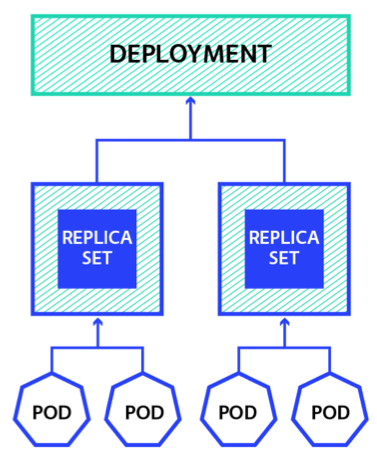 DEPLOYMENT
REPLICA
SET
REPLICA
SET
POD
POD
POD
POD